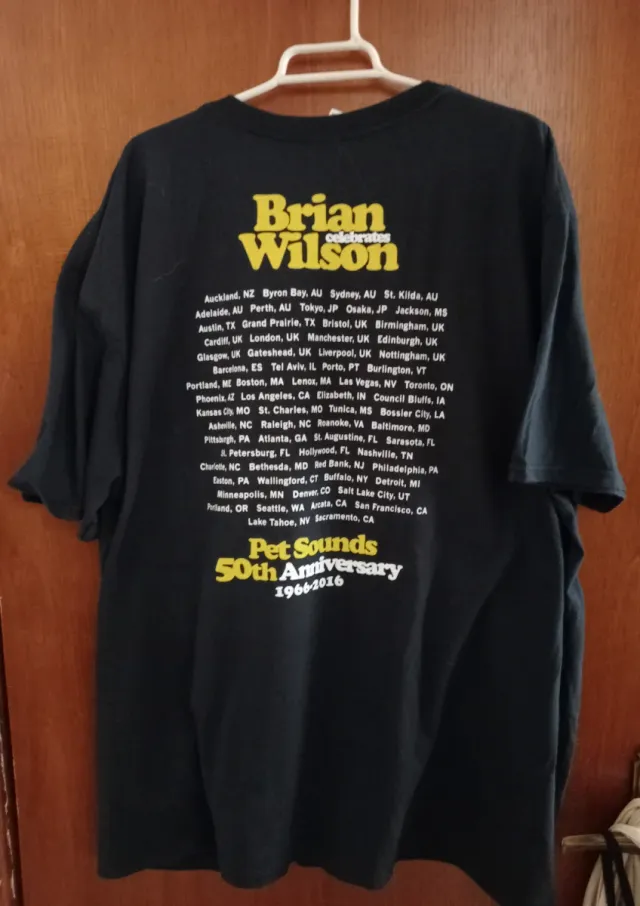 Brian
celebrates
Wilson
Auckland, NZ Byron Bay, AU Sydney, AU St. Kilda, AU
Adelaide, AU Perth, AU Tokyo, JP Osaka, JP Jackson, MS
Austin, TX Grand Prairie, TX Bristol, UK Birmingham, UK
Cardiff, UK London, UK Manchester, UK Edinburgh, UK
Glasgow, UK Gateshead, UK Liverpool, UK Nottingham, UK
Barcelona, ES Tel Aviv, IL Porto, PT Burlington, VT
Portland, ME Boston, MA Lenox, MA Las Vegas, NV Toronto, ON
Phoenix, AZ Los Angeles, CA Elizabeth, IN Council Bluffs, IA
Kansas City, MO St. Charles, MO Tunica, MS Bossier City, LA
Asheville, NC Raleigh, NC Roanoke, VA Baltimore, MD
Pittsburgh, PA Atlanta, GA St. Augustine, FL Sarasota, FL
St. Petersburg, FL Hollywood, FL Nashville, TN
Charlotte, NC Bethesda, MD Red Bank, NJ Philadelphia, PA
Easton, PA Wallingford, CT Buffalo, NY Detroit, MI
Minneapolis, MN Denver, CO Salt Lake City, UT
Portland, OR Seattle, WA Arcata, CA San Francisco, CA
Lake Tahoe, NV Sacramento, CA
Pet Sounds
50th Anniversary
1966-2016